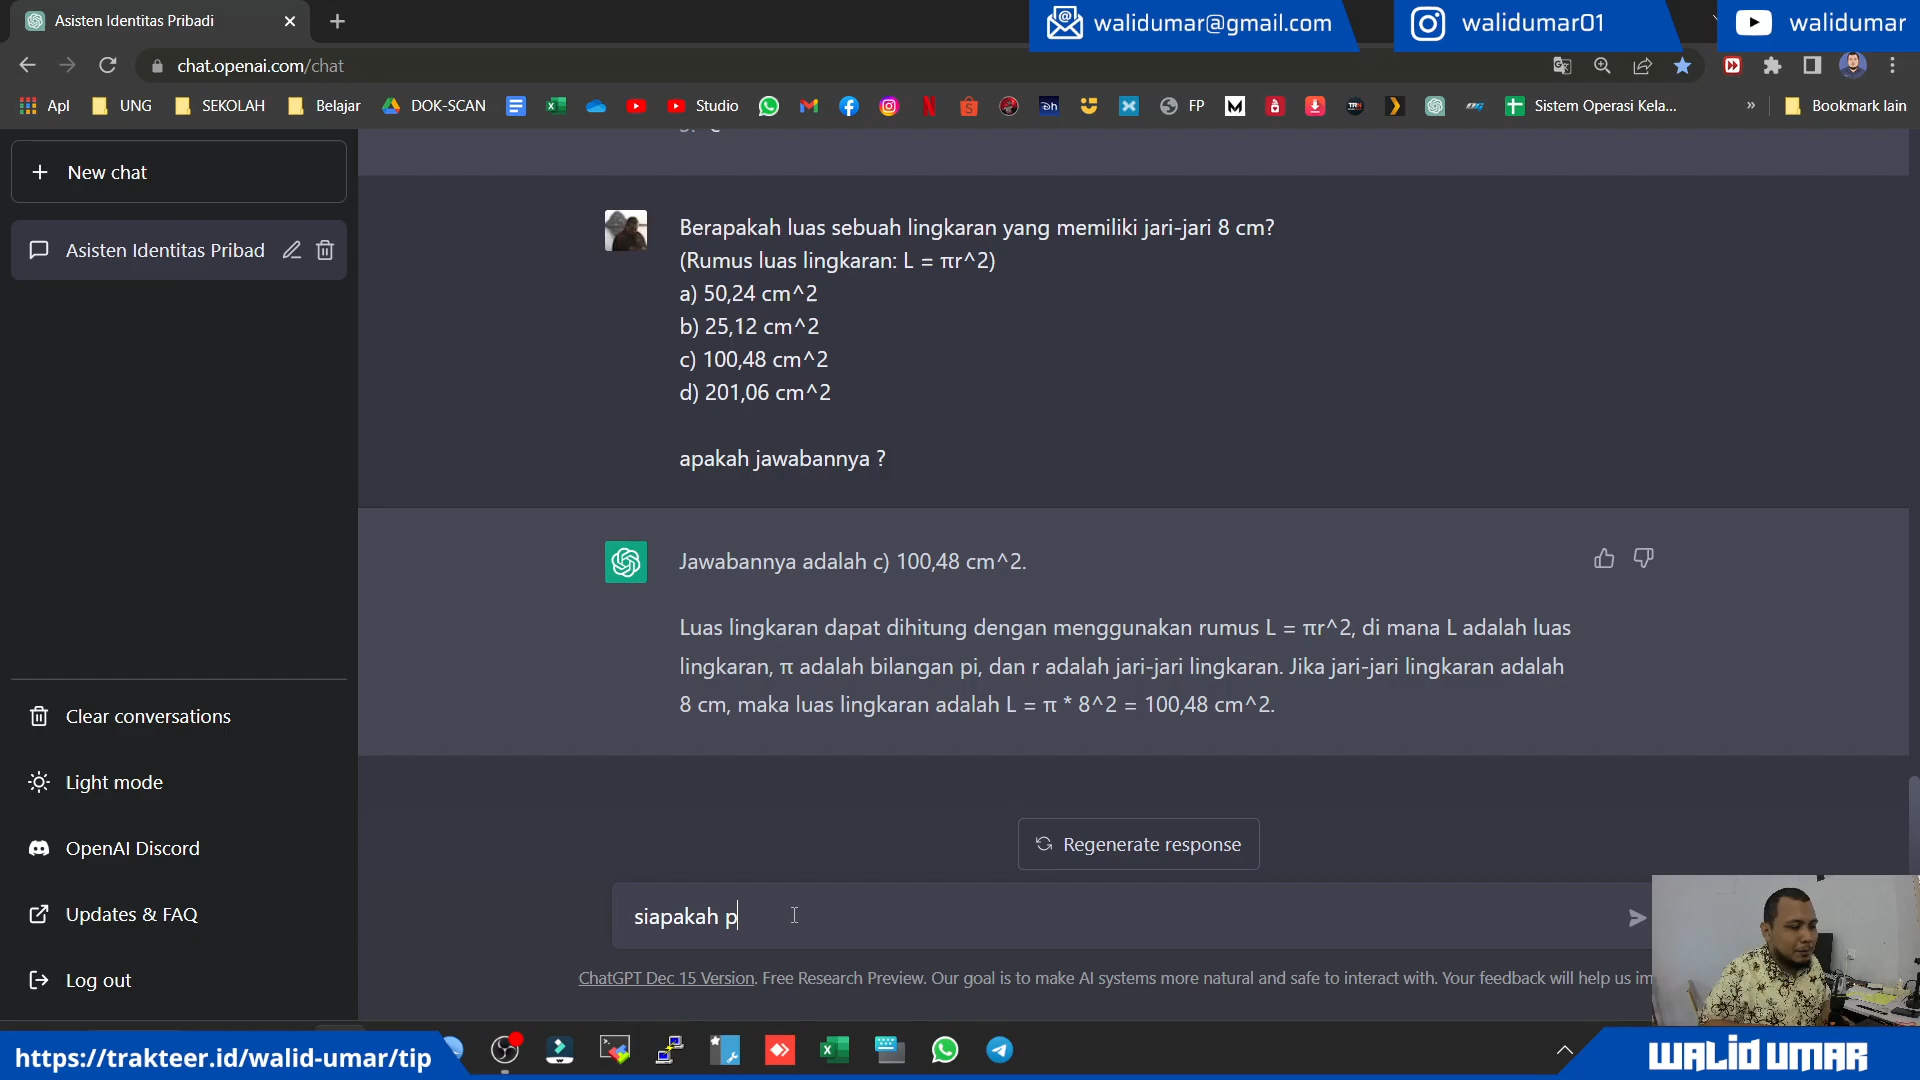 Asisten Identitas Pribadi
walidumar@gmail.com
walidumar01
walidumar
chat.openai.com/chat
Apl
UNG
SEKOLAH
Belajar
DOK-SCAN
Studio
FP
Sistem Operasi Kela...
»
Bookmark lain
New chat
Asisten Identitas Pribad
Berapakah luas sebuah lingkaran yang memiliki jari-jari 8 cm?
(Rumus luas lingkaran: L = πr^2)
a) 50,24 cm^2
b) 25,12 cm^2
c) 100,48 cm^2
d) 201,06 cm^2
apakah jawabannya ?
Jawabannya adalah c) 100,48 cm^2.
Luas lingkaran dapat dihitung dengan menggunakan rumus L = πr^2, di mana L adalah luas
lingkaran, π adalah bilangan pi, dan r adalah jari-jari lingkaran. Jika jari-jari lingkaran adalah
8 cm, maka luas lingkaran adalah L = π * 8^2 = 100,48 cm^2.
Clear conversations
Light mode
OpenAI Discord
Updates & FAQ
Log out
Regenerate response
siapakah p
ChatGPT Dec 15 Version. Free Research Preview. Our goal is to make AI systems more natural and safe to interact with. Your feedback will help us im
https://trakteer.id/walid-umar/tip
WALID UMAR